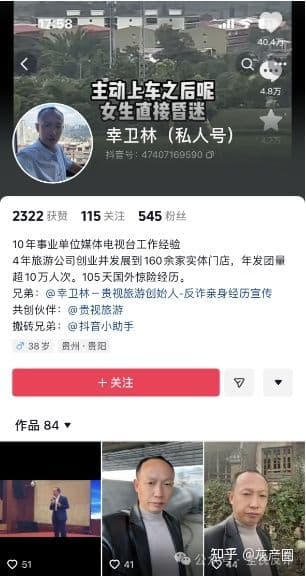 17:58
40.4万
主动上车之后呢
4.8万
女生直接昏迷
幸卫林（私人号）
抖音号：47407169590
2322 获赞 115 关注 545 粉丝
10年事业单位媒体电视台工作经验
4年旅游公司创业并发展到160余家实体门店，年发团量
超10万人次。105天国外惊险经历。
兄弟：@幸卫林－贵视旅游创始人-反诈亲身经历宣传
共创伙伴：@贵视旅游
搬砖兄弟：@抖音小助手
♂ 38岁 贵州·贵阳
＋关注
作品 84
51
41
44
知乎 @灰产圈